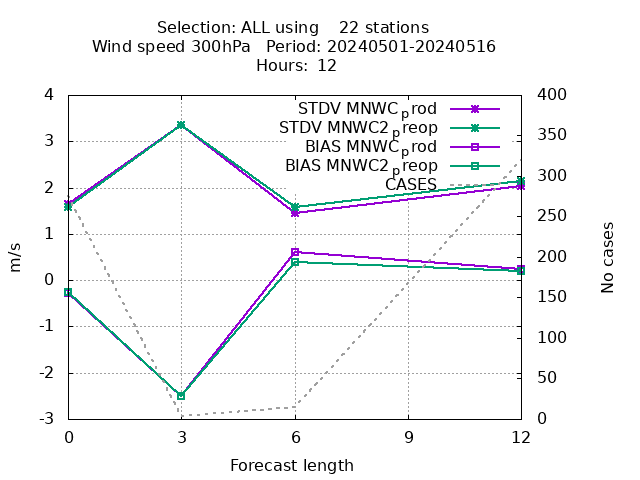 Selection: ALL using    22 stations
Wind speed 300hPa   Period: 20240501-20240516
Hours: 12
STDV MNWC_prod
STDV MNWC2_preop
BIAS MNWC_prod
BIAS MNWC2_preop
CASES
4
3
2
1
0
-1
-2
-3
m/s
400
350
300
250
200
150
100
50
0
No cases
0 3 6 9 12
Forecast length